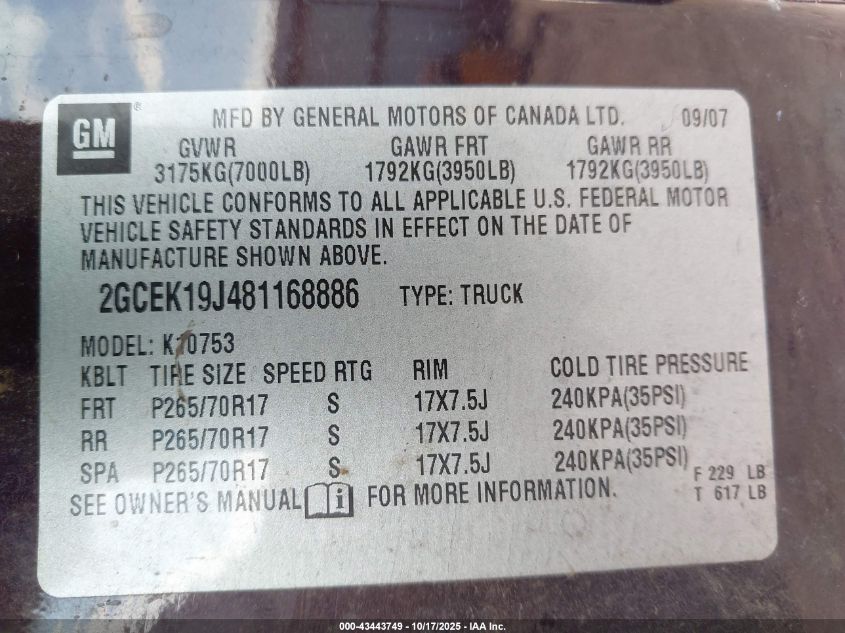 GM ® MFD BY GENERAL MOTORS OF CANADA LTD. 09/07
GVWR GAWR FRT GAWR RR
3175KG(7000LB) 1792KG(3950LB) 1792KG(3950LB)
THIS VEHICLE CONFORMS TO ALL APPLICABLE U.S. FEDERAL MOTOR
VEHICLE SAFETY STANDARDS IN EFFECT ON THE DATE OF
MANUFACTURE SHOWN ABOVE.
2GCEK19J481168886 TYPE: TRUCK
MODEL: K10753
KBLT TIRE SIZE SPEED RTG RIM COLD TIRE PRESSURE
FRT P265/70R17 S 17X7.5J 240KPA(35PSI)
RR P265/70R17 S 17X7.5J 240KPA(35PSI)
SPA P265/70R17 S 17X7.5J 240KPA(35PSI)
F 229 LB
SEE OWNER'S MANUAL i FOR MORE INFORMATION. T 617 LB
000-43443749 - 10/17/2025 - IAA Inc.